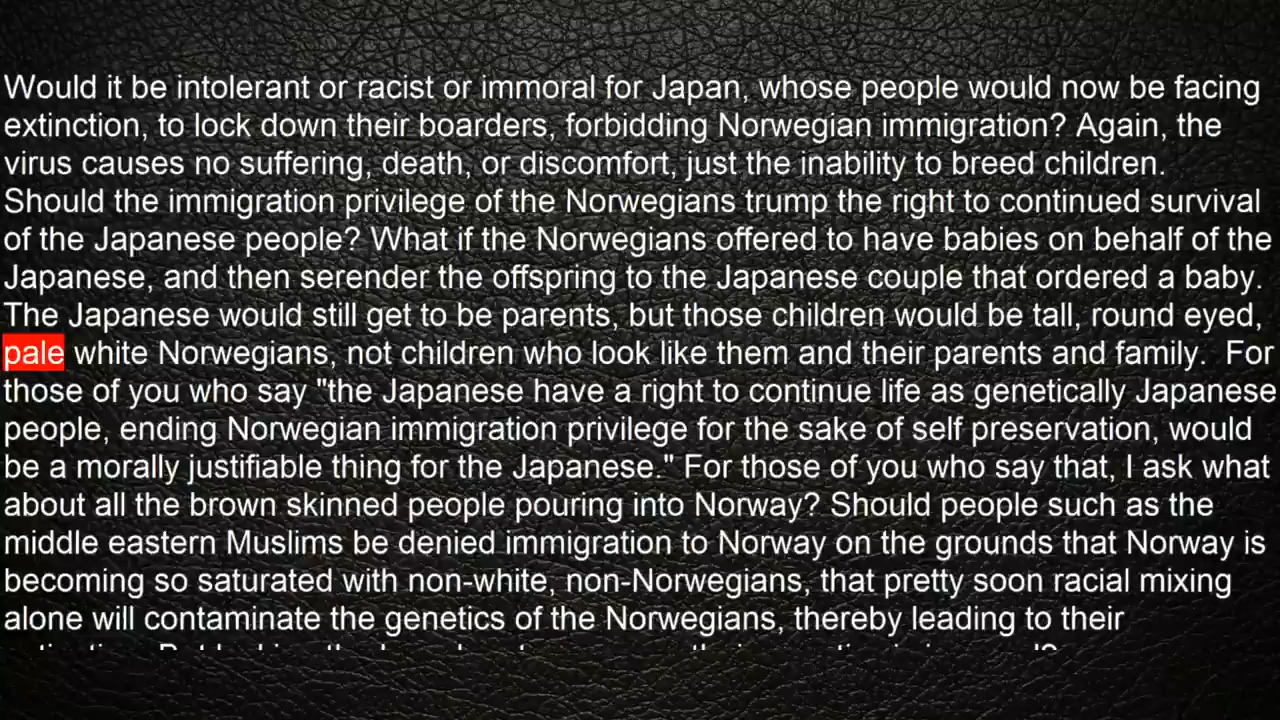 Would it be intolerant or racist or immoral for Japan, whose people would now be facing
extinction, to lock down their boarders, forbidding Norwegian immigration? Again, the
virus causes no suffering, death, or discomfort, just the inability to breed children.
Should the immigration privilege of the Norwegians trump the right to continued survival
of the Japanese people? What if the Norwegians offered to have babies on behalf of the
Japanese, and then serender the offspring to the Japanese couple that ordered a baby.
The Japanese would still get to be parents, but those children would be tall, round eyed,
pale white Norwegians, not children who look like them and their parents and family.  For
those of you who say "the Japanese have a right to continue life as genetically Japanese
people, ending Norwegian immigration privilege for the sake of self preservation, would
be a morally justifiable thing for the Japanese." For those of you who say that, I ask what
about all the brown skinned people pouring into Norway? Should people such as the
middle eastern Muslims be denied immigration to Norway on the grounds that Norway is
becoming so saturated with non-white, non-Norwegians, that pretty soon racial mixing
alone will contaminate the genetics of the Norwegians, thereby leading to their